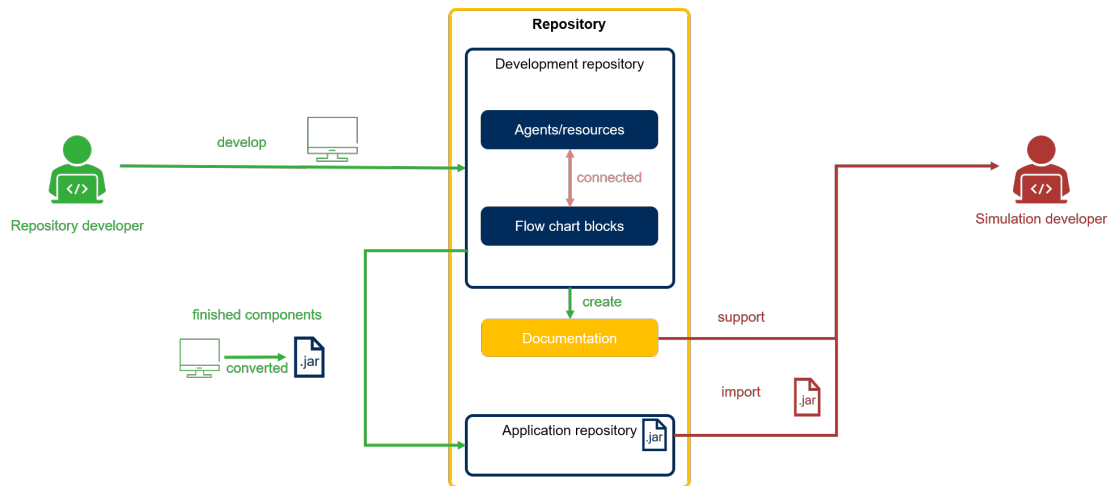 Repository
Development repository
Agents/resources
develop
connected
</>
</>
Repository developer
Simulation developer
Flow chart blocks
create
finished components
support
Documentation
.jar
converted
import
.jar
Application repository
.jar